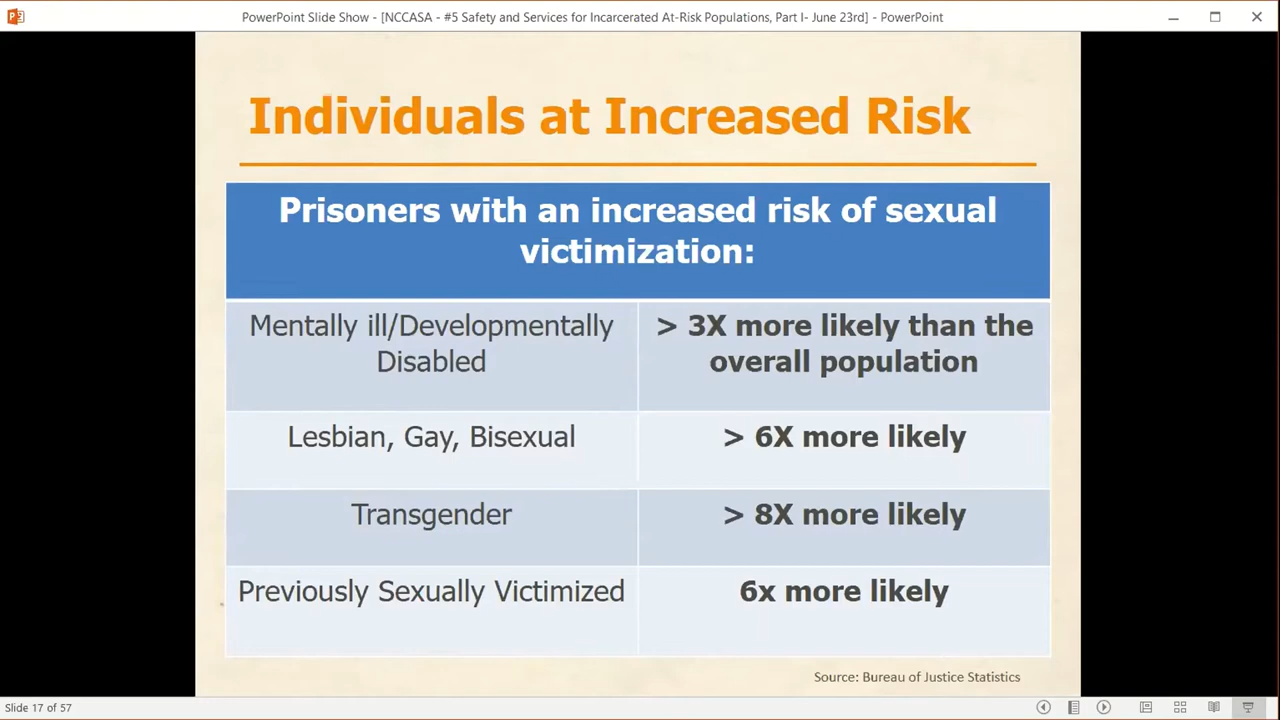 PowerPoint Slide Show - [NCCASA - #5 Safety and Services for Incarcerated At-Risk Populations, Part I- June 23rd] - PowerPoint
Individuals at Increased Risk
Prisoners with an increased risk of sexual
victimization:
Mentally ill/Developmentally
Disabled
> 3X more likely than the
overall population
Lesbian, Gay, Bisexual
> 6X more likely
Transgender
> 8X more likely
Previously Sexually Victimized
6x more likely
Source: Bureau of Justice Statistics
Slide 17 of 57